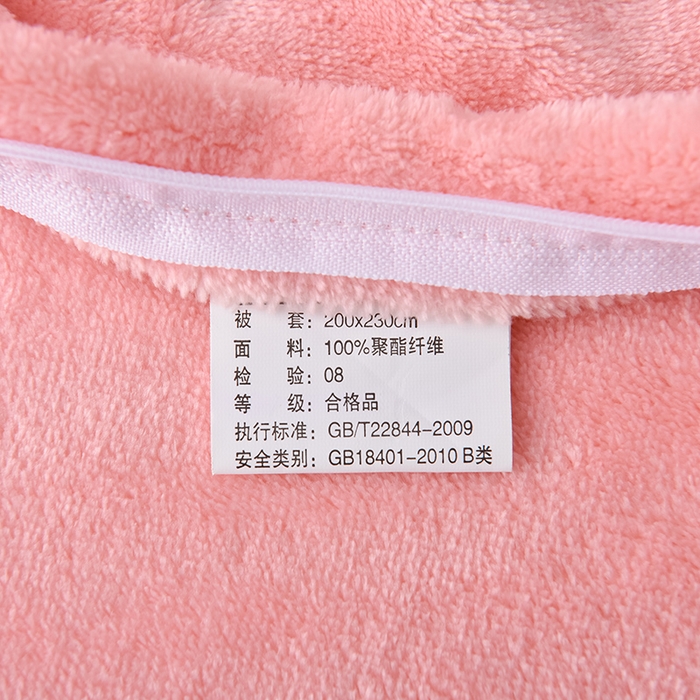 被 套：200x230cm
面 料：100%聚酯纤维
检 验：08
等 级：合格品
执行标准：GB/T22844-2009
安全类别：GB18401-2010 B类